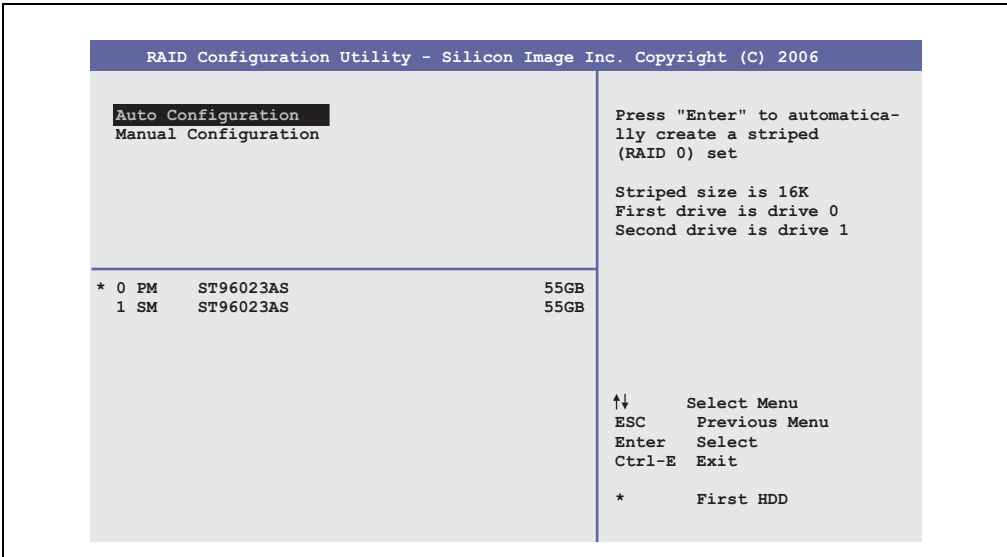 RAID Configuration Utility - Silicon Image Inc. Copyright (C) 2006
Auto Configuration
Manual Configuration
Press "Enter" to automatica-
lly create a striped
(RAID 0) set
Striped size is 16K
First drive is drive 0
Second drive is drive 1
* 0 PM ST96023AS 55GB
1 SM ST96023AS 55GB
↑↓ Select Menu
ESC Previous Menu
Enter Select
Ctrl-E Exit
* First HDD